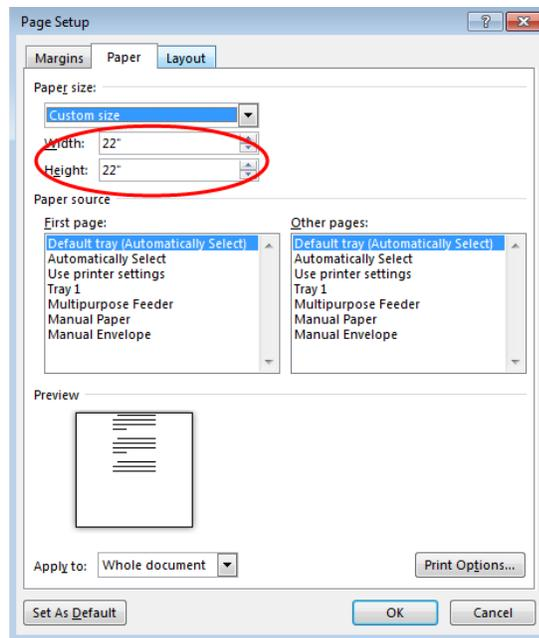 Page Setup
?
Margins Paper Layout
Paper size:
Custom size
Width: 22"
Height: 22"
Paper source
First page: Other pages:
Default tray (Automatically Select) Default tray (Automatically Select)
Automatically Select Automatically Select
Use printer settings Use printer settings
Tray 1 Tray 1
Multipurpose Feeder Multipurpose Feeder
Manual Paper Manual Paper
Manual Envelope Manual Envelope
Preview
Apply to: Whole document Print Options...
Set As Default OK Cancel